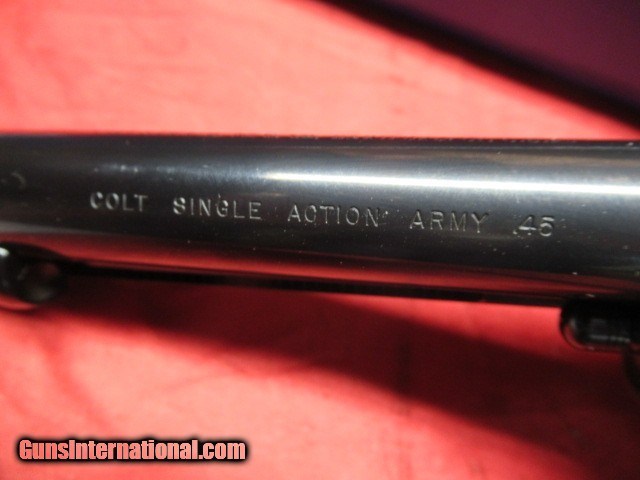 COLT SINGLE ACTION ARMY .45
GunsInternational.com